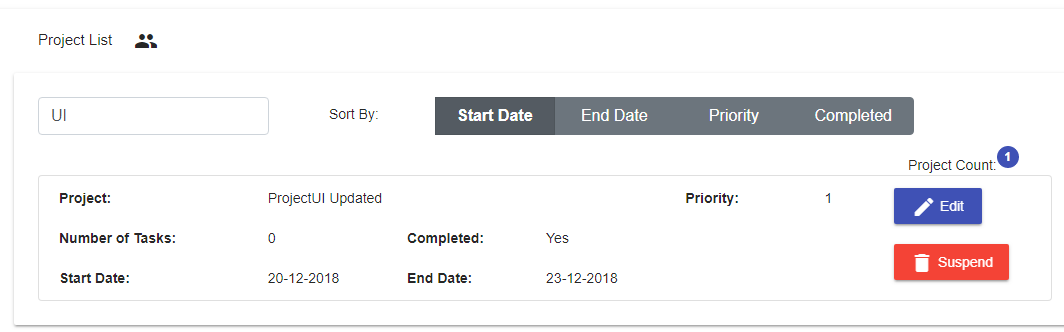 Project List
UI Sort By: Start Date End Date Priority Completed
Project Count: 1
Project: ProjectUI Updated Priority: 1 Edit
Number of Tasks: 0 Completed: Yes
Suspend
Start Date: 20-12-2018 End Date: 23-12-2018